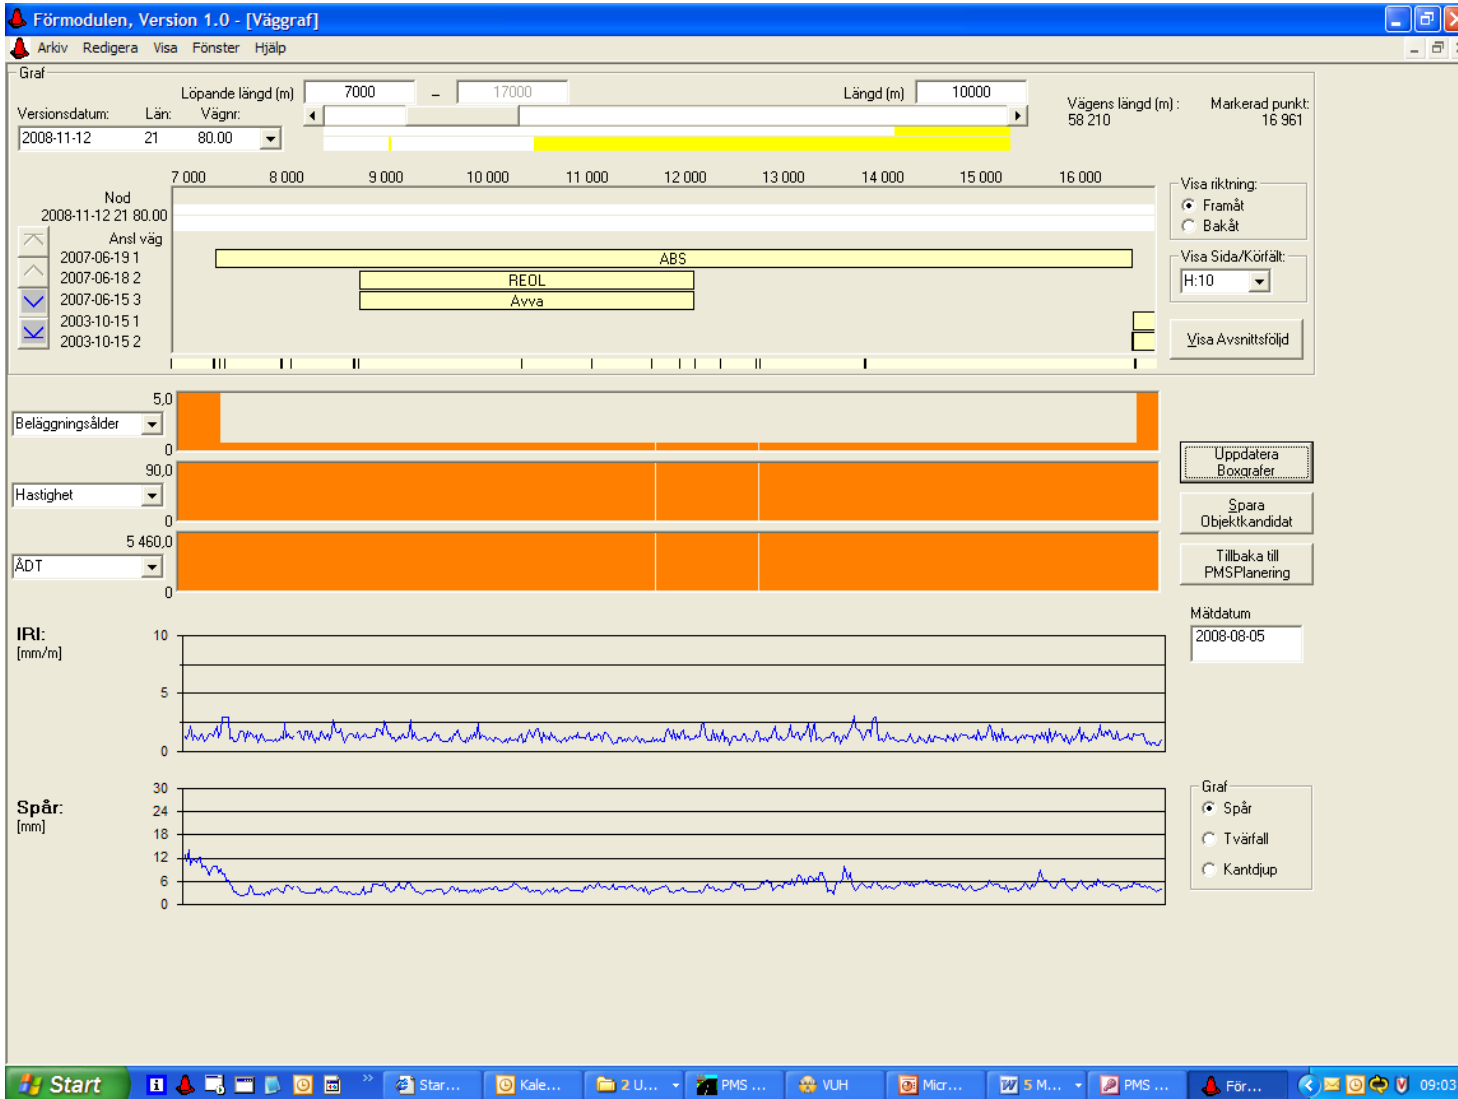 Förmodulen, Version 1.0 - [Väggraf]
Arkiv Redigera Visa Fönster Hjälp
Graf
Löpande längd (m) 7000 – 17000 Längd (m) 10000
Vägens längd (m) : Markerad punkt:
58 210 16 961
Versionsdatum: Län: Vägnr:
2008-11-12 21 80.00
7 000 8 000 9 000 10 000 11 000 12 000 13 000 14 000 15 000 16 000
Nod
2008-11-12 21 80.00
Ansl väg
2007-06-19 1 ABS
2007-06-18 2 REOL
2007-06-15 3 Avva
2003-10-15 1
2003-10-15 2
Visa riktning:
Framåt
Bakåt
Visa Sida/Körfält:
H:10
Visa Avsnittsföljd
5,0
Beläggningsålder
0
90,0
Hastighet
0
5 460,0
ÅDT
0
Uppdatera
Boxgrafer
Spara
Objektkandidat
Tillbaka till
PMSPlanering
Mätdatum
2008-08-05
IRI:
[mm/m]
10
5
0
Spår:
[mm]
30
24
18
12
6
0
Graf
Spår
Tvärfall
Kantdjup
Start » Star... Kale... 2 U... PMS ... VUH Micr... 5 M... PMS ... För... 09:03